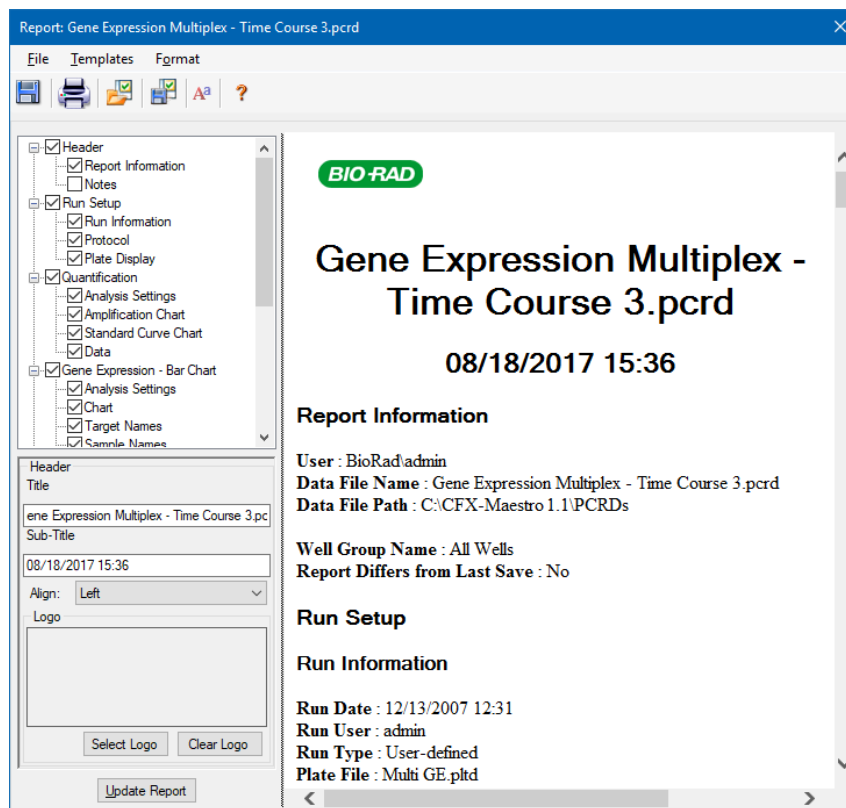 Report: Gene Expression Multiplex - Time Course 3.pcrd
File Templates Format
Aa ?
Header
Report Information
Notes
Run Setup
Run Information
Protocol
Plate Display
Quantification
Analysis Settings
Amplification Chart
Standard Curve Chart
Data
Gene Expression - Bar Chart
Analysis Settings
Chart
Target Names
Sample Names
Header
Title
ene Expression Multiplex - Time Course 3.pc
Sub-Title
08/18/2017 15:36
Align: Left
Logo
Select Logo Clear Logo
Update Report
BIO-RAD
Gene Expression Multiplex -
Time Course 3.pcrd
08/18/2017 15:36
Report Information
User : BioRad\admin
Data File Name : Gene Expression Multiplex - Time Course 3.pcrd
Data File Path : C:\CFX-Maestro 1.1\PCRDs
Well Group Name : All Wells
Report Differs from Last Save : No
Run Setup
Run Information
Run Date : 12/13/2007 12:31
Run User : admin
Run Type : User-defined
Plate File : Multi GE.pltd